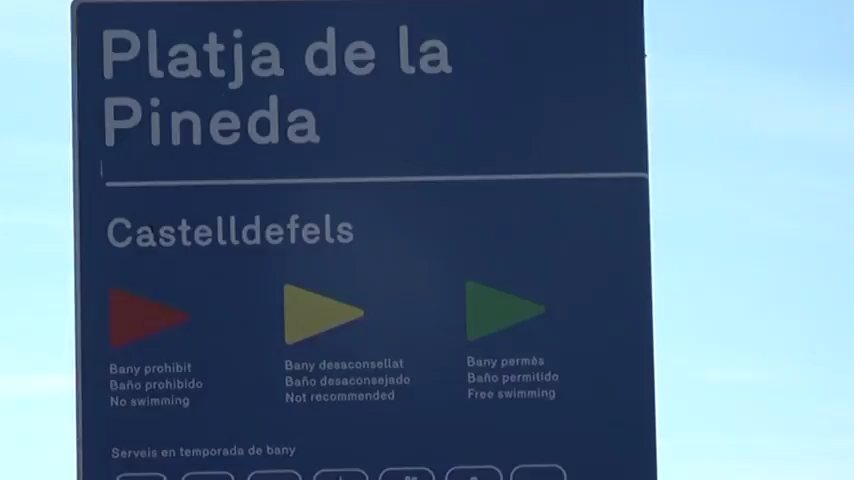 Platja de la
Pineda
Castelldefels
Bany prohibit
Baño prohibido
No swimming
Bany desaconsellat
Baño desaconsejado
Not recommended
Bany permès
Baño permitido
Free swimming
Serveis en temporada de bany